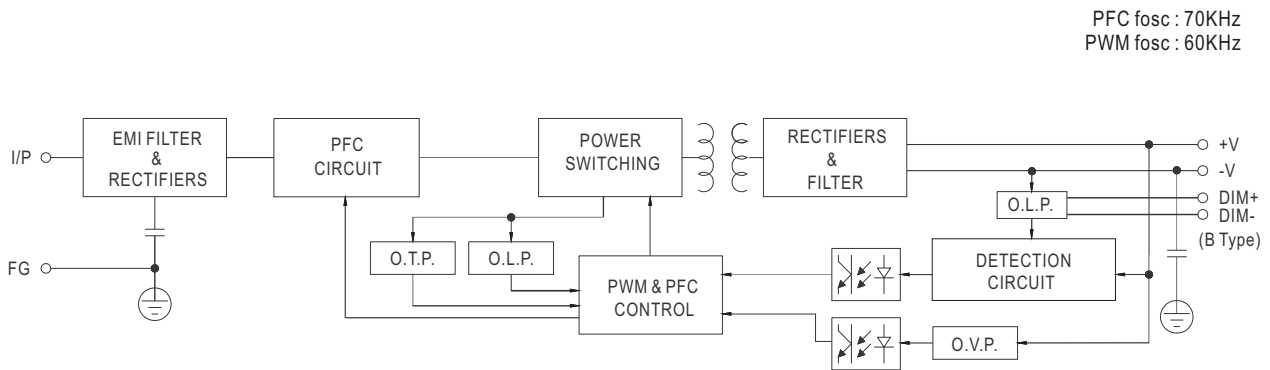 PFC fosc : 70KHz
PWM fosc : 60KHz
I/P
EMI FILTER
&
RECTIFIERS
PFC
CIRCUIT
POWER
SWITCHING
RECTIFIERS
&
FILTER
+V
-V
DIM+
DIM-
(B Type)
O.L.P.
FG
O.T.P.
O.L.P.
PWM & PFC
CONTROL
DETECTION
CIRCUIT
O.V.P.